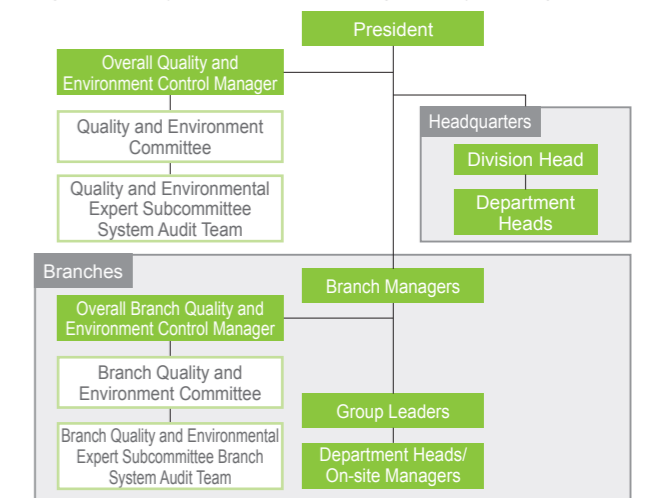 President
Overall Quality and
Environment Control Manager
Quality and Environment
Committee
Quality and Environmental
Expert Subcommittee
System Audit Team
Headquarters
Division Head
Department
Heads
Branches
Branch Managers
Overall Branch Quality and
Environment Control Manager
Branch Quality and
Environment Committee
Branch Quality and Environmental
Expert Subcommittee Branch
System Audit Team
Group Leaders
Department Heads/
On-site Managers